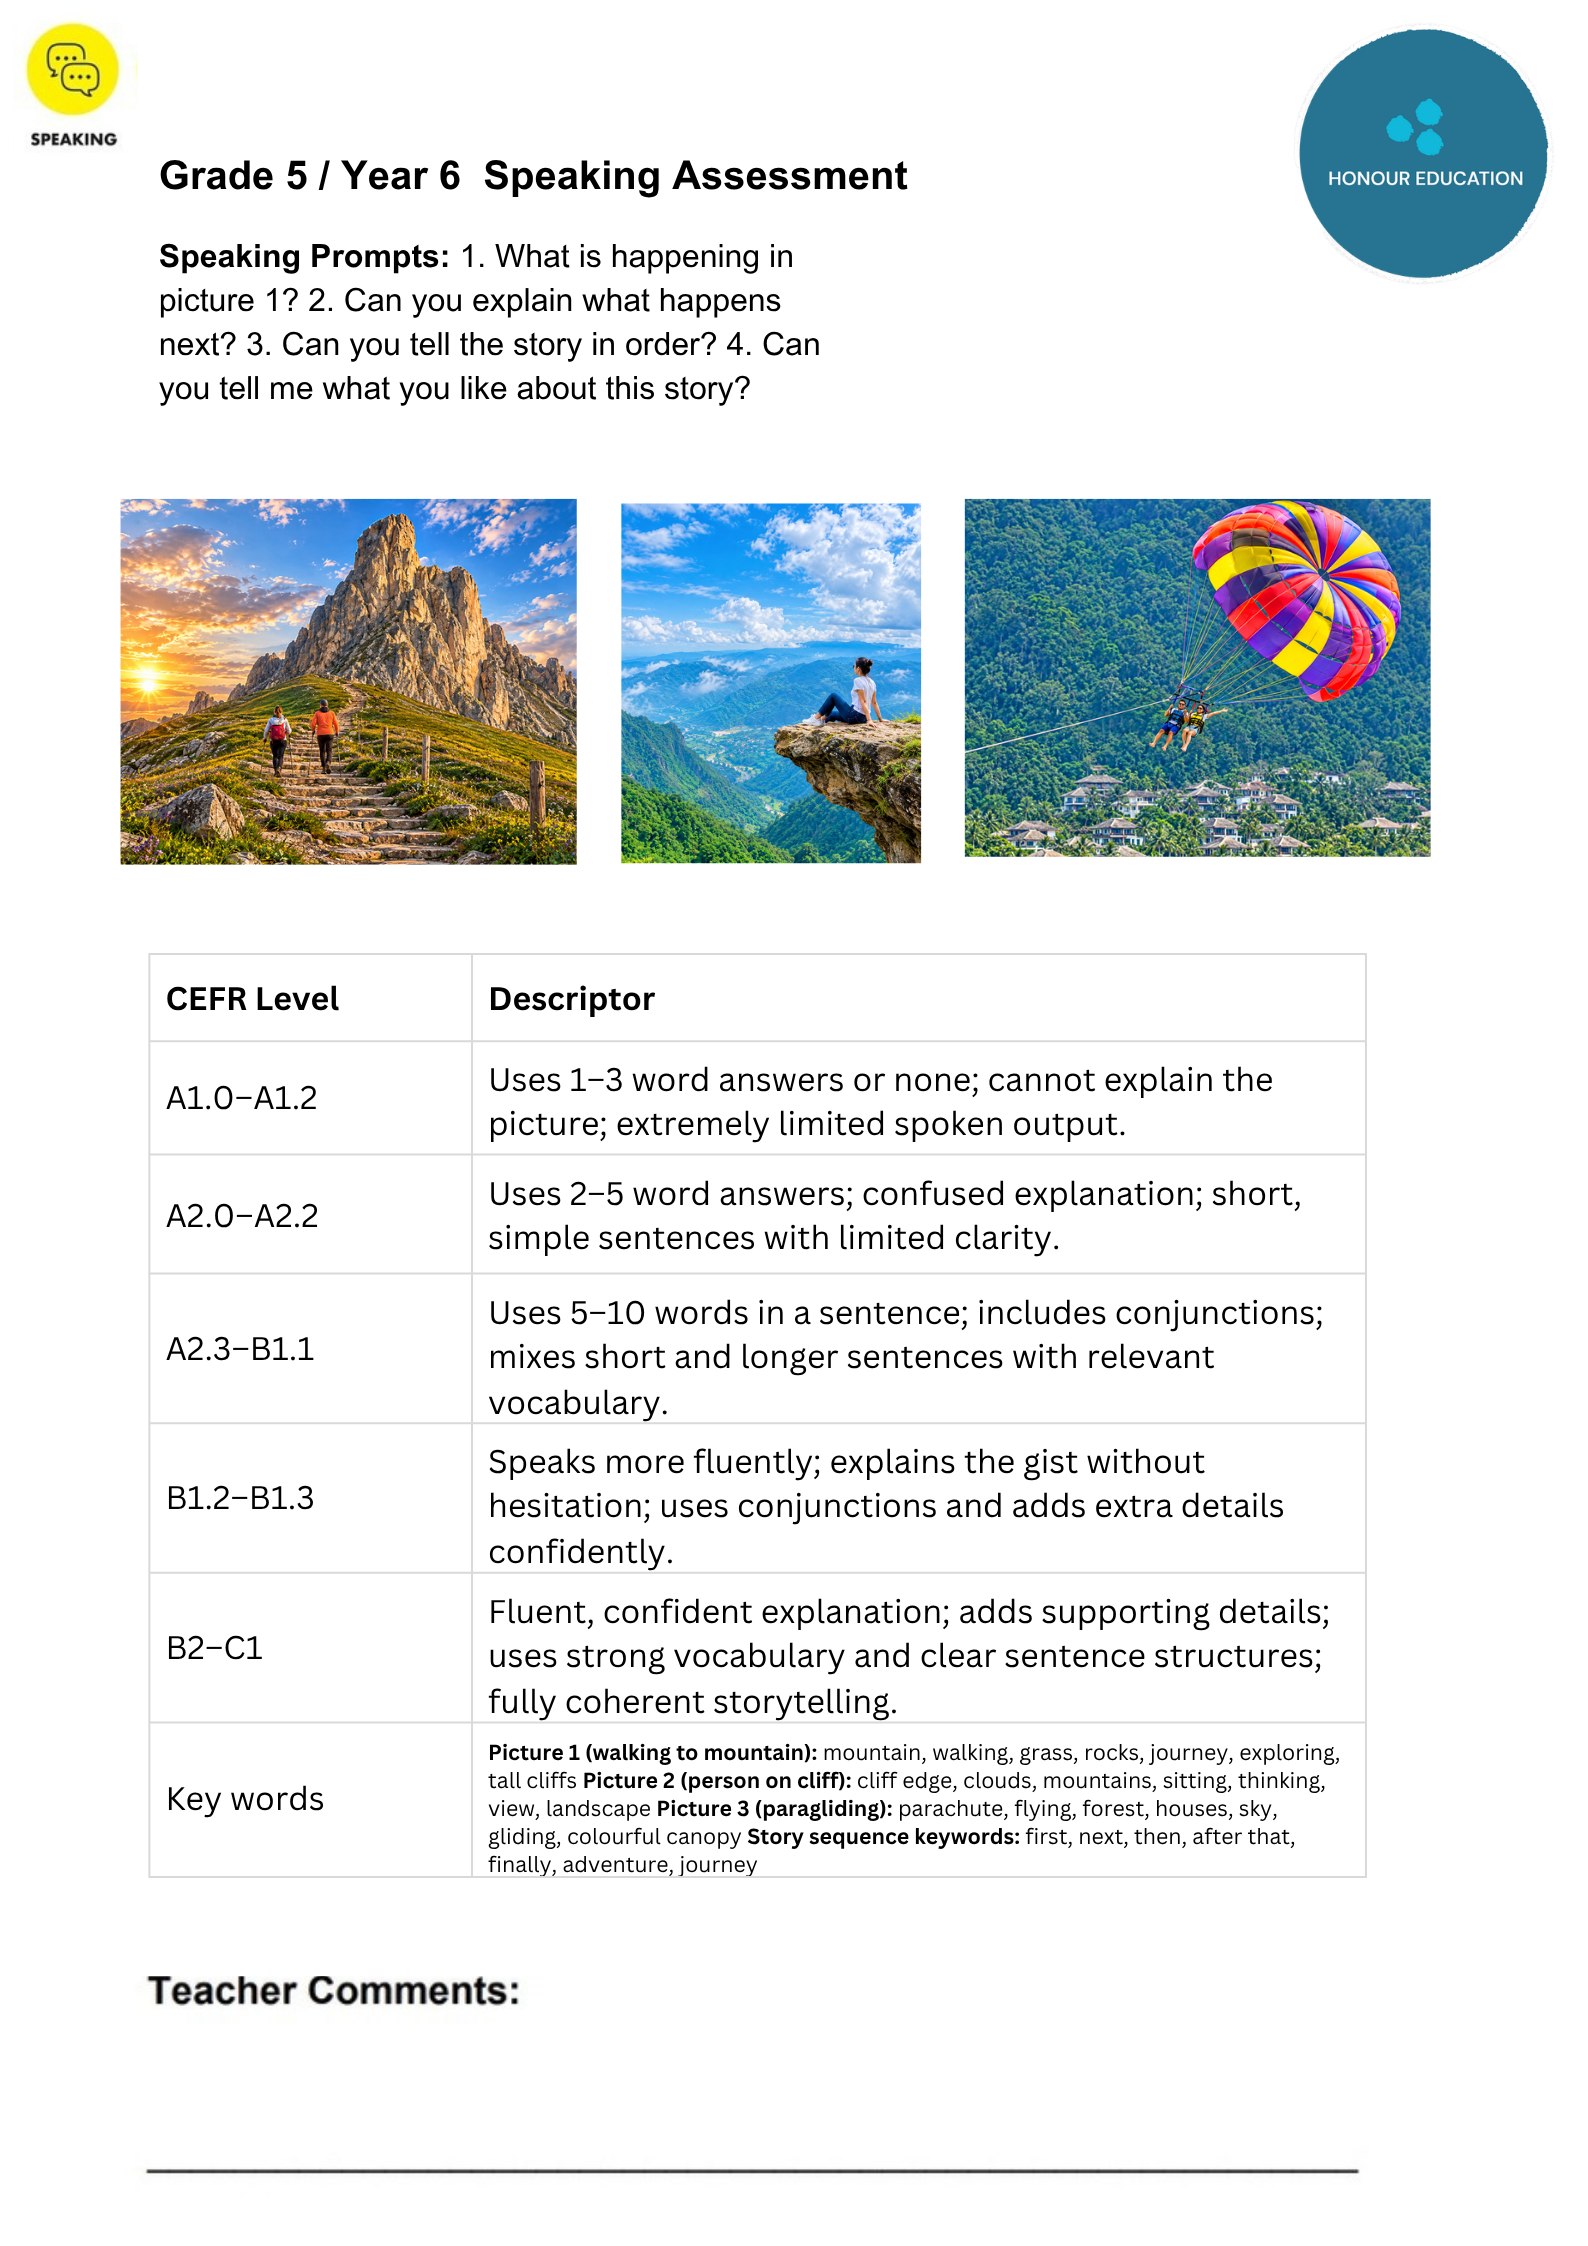 SPEAKING
HONOUR EDUCATION
Grade 5 / Year 6  Speaking Assessment
Speaking Prompts: 1. What is happening in
picture 1? 2. Can you explain what happens
next? 3. Can you tell the story in order? 4. Can
you tell me what you like about this story?
CEFR Level
Descriptor
A1.0–A1.2
Uses 1–3 word answers or none; cannot explain the
picture; extremely limited spoken output.
A2.0–A2.2
Uses 2–5 word answers; confused explanation; short,
simple sentences with limited clarity.
A2.3–B1.1
Uses 5–10 words in a sentence; includes conjunctions;
mixes short and longer sentences with relevant
vocabulary.
B1.2–B1.3
Speaks more fluently; explains the gist without
hesitation; uses conjunctions and adds extra details
confidently.
B2–C1
Fluent, confident explanation; adds supporting details;
uses strong vocabulary and clear sentence structures;
fully coherent storytelling.
Key words
Picture 1 (walking to mountain): mountain, walking, grass, rocks, journey, exploring,
tall cliffs Picture 2 (person on cliff): cliff edge, clouds, mountains, sitting, thinking,
view, landscape Picture 3 (paragliding): parachute, flying, forest, houses, sky,
gliding, colourful canopy Story sequence keywords: first, next, then, after that,
finally, adventure, journey
Teacher Comments: